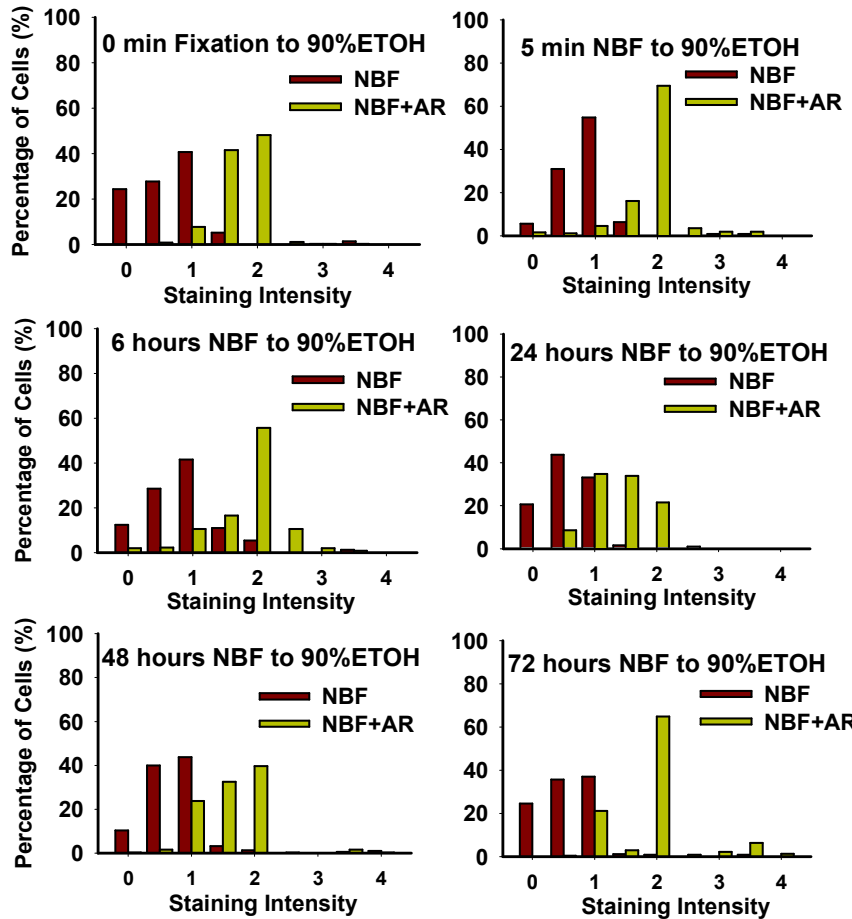 0 min Fixation to 90%ETOH
NBF
NBF+AR
Percentage of Cells (%)
100
80
60
40
20
0
0 1 2 3 4
Staining Intensity
5 min NBF to 90%ETOH
NBF
NBF+AR
100
80
60
40
20
0
0 1 2 3 4
Staining Intensity
6 hours NBF to 90%ETOH
NBF
NBF+AR
Percentage of Cells (%)
100
80
60
40
20
0
0 1 2 3 4
Staining Intensity
24 hours NBF to 90%ETOH
NBF
NBF+AR
100
80
60
40
20
0
0 1 2 3 4
Staining Intensity
48 hours NBF to 90%ETOH
NBF
NBF+AR
Percentage of Cells (%)
100
80
60
40
20
0
0 1 2 3 4
Staining Intensity
72 hours NBF to 90%ETOH
NBF
NBF+AR
100
80
60
40
20
0
0 1 2 3 4
Staining Intensity